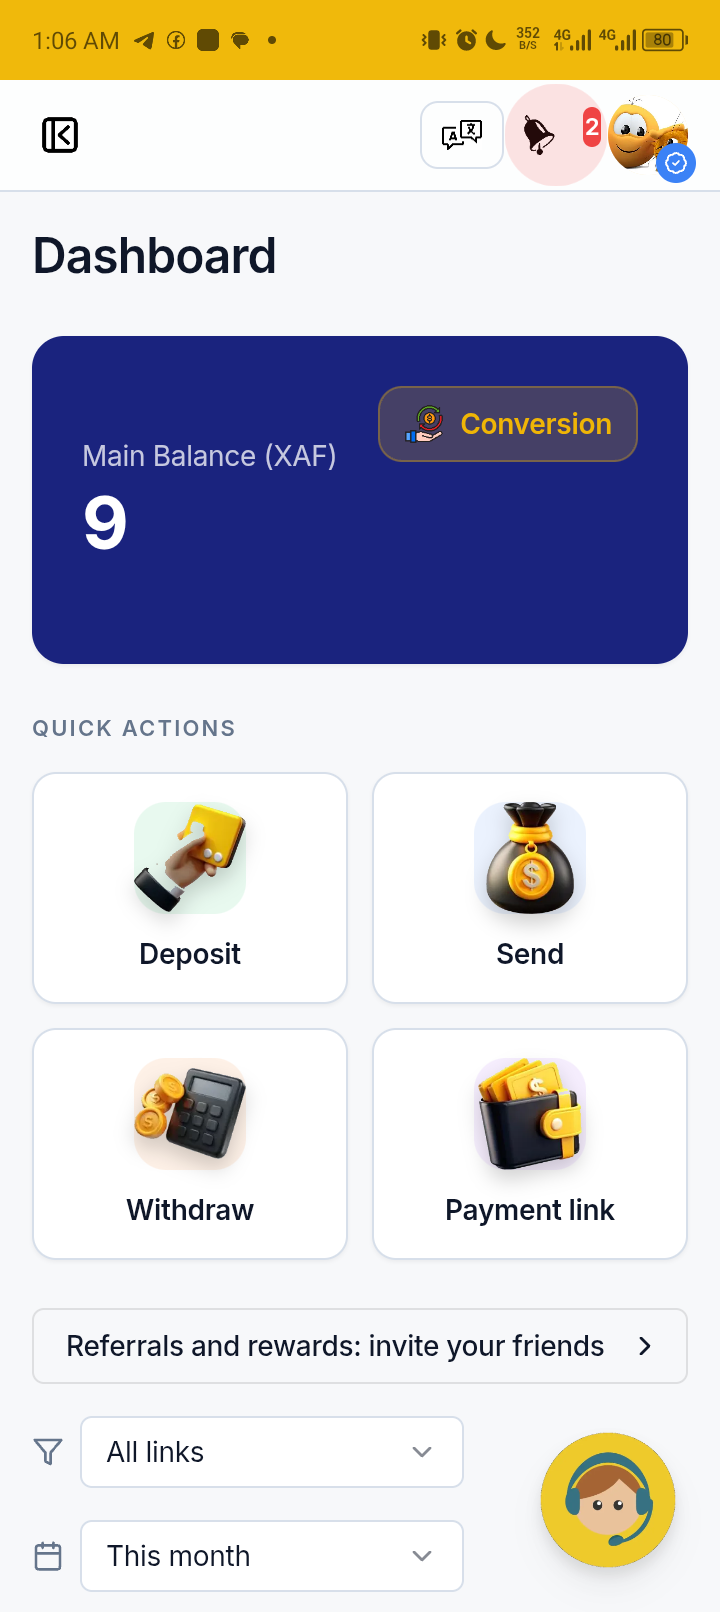 1:06 AM 352 B/S 4G 4G 80
A 文 2
Dashboard
Conversion
Main Balance (XAF)
9
QUICK ACTIONS
Deposit
Send
Withdraw
Payment link
Referrals and rewards: invite your friends
All links
This month